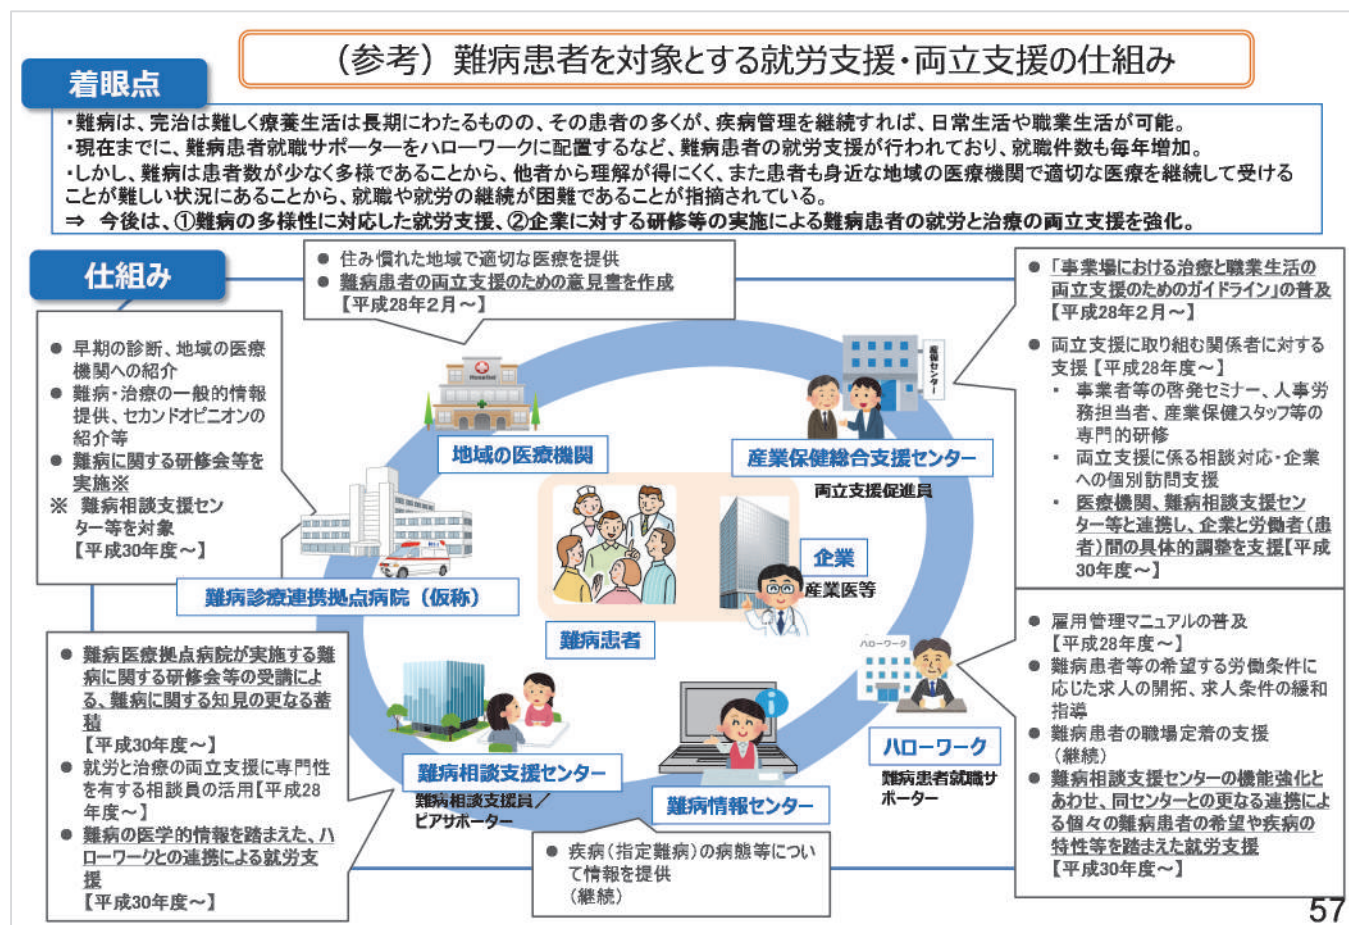 （参考）難病患者を対象とする就労支援・両立支援の仕組み
着眼点
・難病は、完治は難しく療養生活は長期にわたるものの、その患者の多くが、疾病管理を継続すれば、日常生活や職業生活が可能。
・現在までに、難病患者就職サポーターをハローワークに配置するなど、難病患者の就労支援が行われており、就職件数も毎年増加。
・しかし、難病は患者数が少なく多様であることから、他者から理解が得にくく、また患者も身近な地域の医療機関で適切な医療を継続して受ける
ことが難しい状況にあることから、就職や就労の継続が困難であることが指摘されている。
⇒ 今後は、①難病の多様性に対応した就労支援、②企業に対する研修等の実施による難病患者の就労と治療の両立支援を強化。
仕組み
● 住み慣れた地域で適切な医療を提供
● 難病患者の両立支援のための意見書を作成
【平成28年2月～】
● 早期の診断、地域の医療
機関への紹介
● 難病・治療の一般的情報
提供、セカンドオピニオンの
紹介等
● 難病に関する研修会等を
実施※
※ 難病相談支援セン
ター等を対象
【平成30年度～】
● 「事業場における治療と職業生活の
両立支援のためのガイドライン」の普及
【平成28年2月～】
● 両立支援に取り組む関係者に対する
支援【平成28年度～】
・ 事業者等の啓発セミナー、人事労
務担当者、産業保健スタッフ等の
専門的研修
・ 両立支援に係る相談対応・企業
への個別訪問支援
・ 医療機関、難病相談支援セン
ター等と連携し、企業と労働者（患
者）間の具体的調整を支援【平成
30年度～】
Hospital
地域の医療機関
産保センター
産業保健総合支援センター
両立支援促進員
難病診療連携拠点病院（仮称）
難病患者
企業
産業医等
● 難病医療拠点病院が実施する難
病に関する研修会等の受講によ
る、難病に関する知見の更なる蓄
積
【平成30年度～】
● 就労と治療の両立支援に専門性
を有する相談員の活用【平成28
年度～】
● 難病の医学的情報を踏まえた、ハ
ローワークとの連携による就労支
援
【平成30年度～】
難病相談支援センター
難病相談支援員／
ピアサポーター
難病情報センター
● 疾病（指定難病）の病態等につい
て情報を提供
（継続）
ハローワーク
ハローワーク
難病患者就職サ
ポーター
● 雇用管理マニュアルの普及
【平成28年度～】
● 難病患者等の希望する労働条件に
応じた求人の開拓、求人条件の緩和
指導
● 難病患者の職場定着の支援
（継続）
● 難病相談支援センターの機能強化と
あわせ、同センターとの更なる連携によ
る個々の難病患者の希望や疾病の
特性等を踏まえた就労支援
【平成30年度～】
57